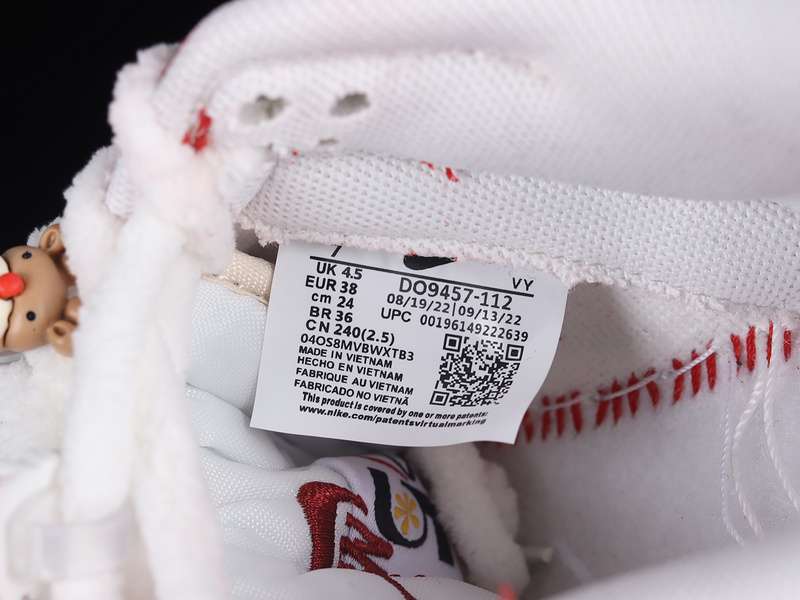 UK 4.5
EUR 38
cm 24
BR 36
CN 240(2.5)
VY
DO9457-112
08/19/22|09/13/22
UPC 00196149222639
04OS8MVBWXTB3
MADE IN VIETNAM
HECHO EN VIETNAM
FABRIQUE AU VIETNAM
FABRICADO NO VIETNÃ
This product is covered by one or more patents:
www.nike.com/patentsvirtualmarking